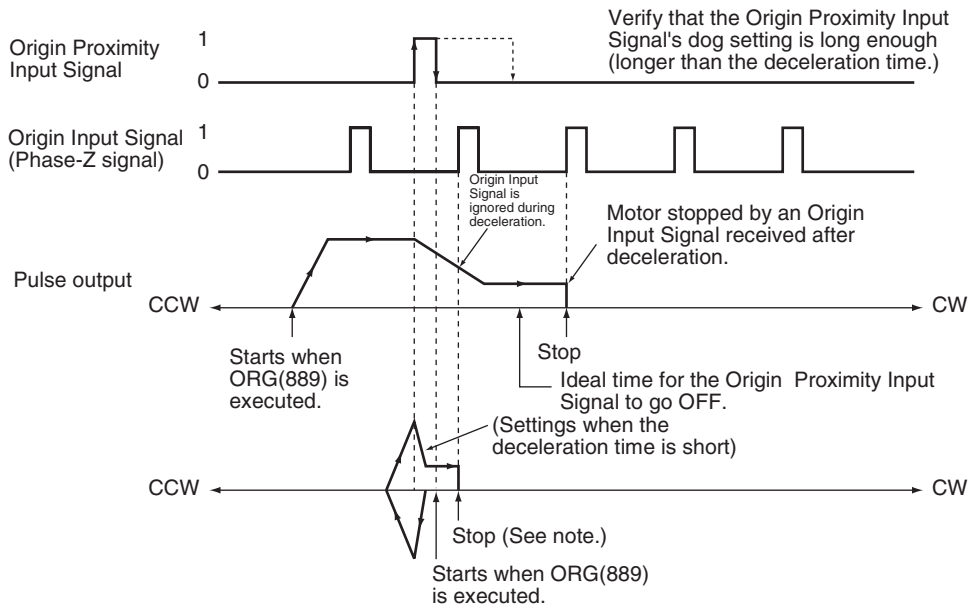 Verify that the Origin Proximity Input
Signal's dog setting is long enough
(longer than the deceleration time.)
Origin Proximity
Input Signal
1
0
Origin Input Signal
(Phase-Z signal)
1
0
Origin Input
Signal is
ignored during
deceleration.
Motor stopped by an Origin
Input Signal received after
deceleration.
Pulse output
CCW
CW
Starts when
ORG(889) is
executed.
Stop
Ideal time for the Origin Proximity Input
Signal to go OFF.
(Settings when the
deceleration time is short)
CCW
CW
Stop (See note.)
Starts when ORG(889)
is executed.